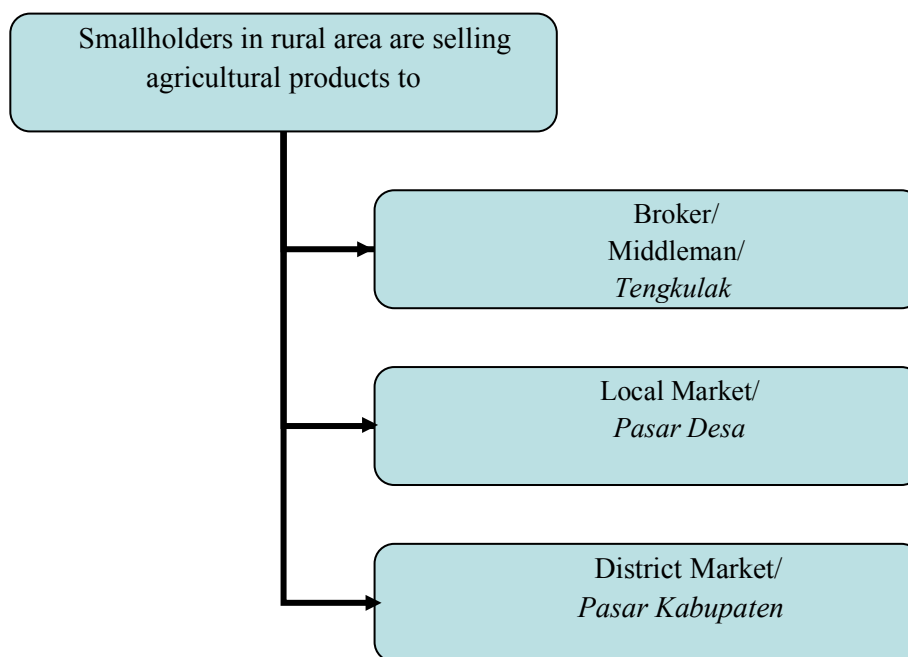 Smallholders in rural area are selling
agricultural products to
Broker/
Middleman/
Tengkulak
Local Market/
Pasar Desa
District Market/
Pasar Kabupaten